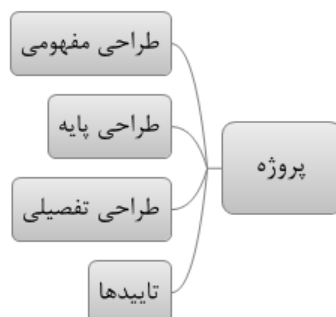 پروژه
طراحی مفهومی
طراحی پایه
طراحی تفصیلی
تاییدها